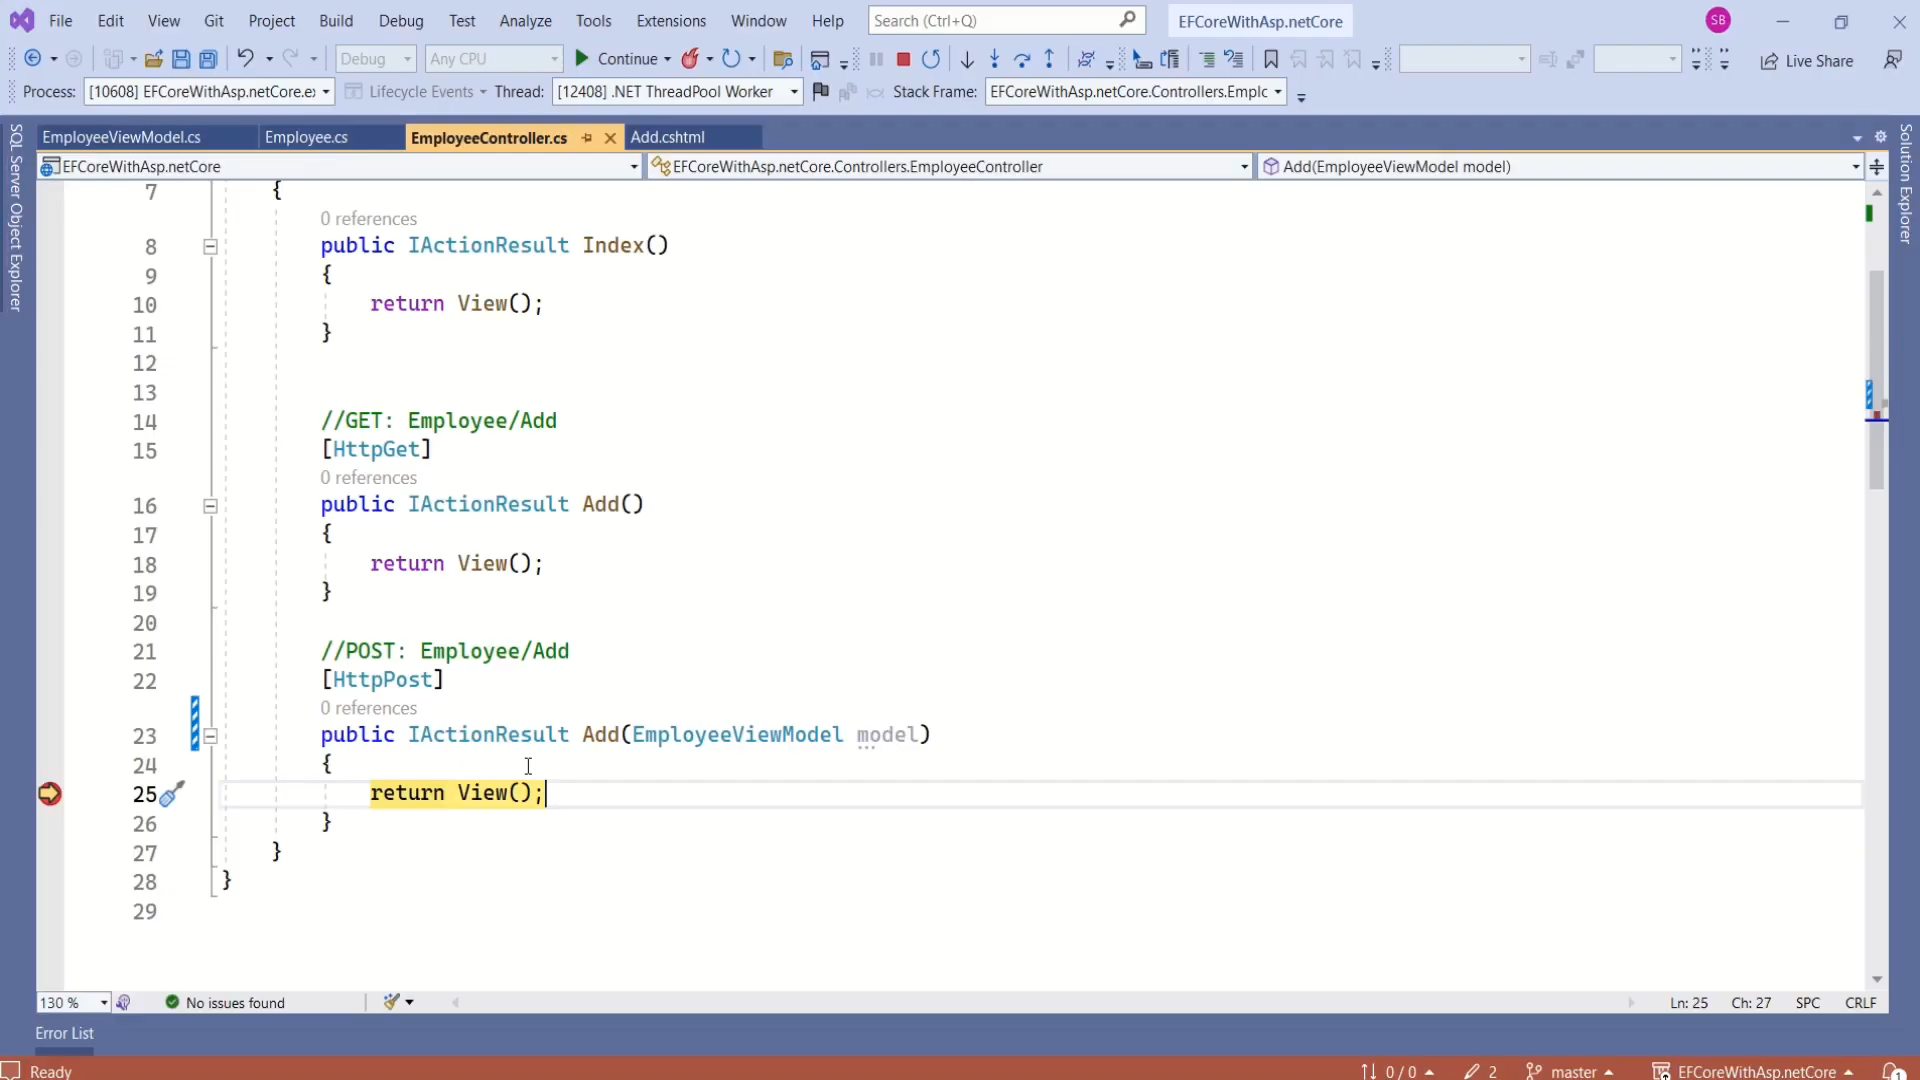 File Edit View Git Project Build Debug Test Analyze Tools Extensions Window Help Search (Ctrl+Q) EFCoreWithAsp.netCore SB
Debug Any CPU Continue Live Share
Process: [10608] EFCoreWithAsp.netCore.ex Lifecycle Events Thread: [12408] .NET ThreadPool Worker Stack Frame: EFCoreWithAsp.netCore.Controllers.Emplc
SQL Server Object Explorer
EmployeeViewModel.cs Employee.cs EmployeeController.cs Add.cshtml
EFCoreWithAsp.netCore EFCoreWithAsp.netCore.Controllers.EmployeeController Add(EmployeeViewModel model)
Solution Explorer
7 {
0 references
8 public IActionResult Index()
9 {
10 return View();
11 }
12
13
14 //GET: Employee/Add
15 [HttpGet]
0 references
16 public IActionResult Add()
17 {
18 return View();
19 }
20
21 //POST: Employee/Add
22 [HttpPost]
0 references
23 public IActionResult Add(EmployeeViewModel model)
24 {
25 return View();
26 }
27 }
28 }
29
130 % No issues found Ln: 25 Ch: 27 SPC CRLF
Error List
Ready 0 / 0 2 master EFCoreWithAsp.netCore 1